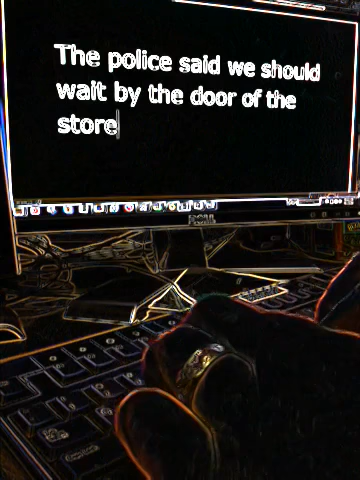 The police said we should
wait by the door of the
store